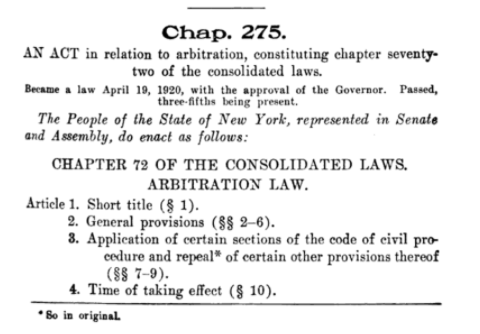 Chap. 275.
AN ACT in relation to arbitration, constituting chapter seventy-
two of the consolidated laws.
Became a law April 19, 1920, with the approval of the Governor. Passed,
three-fifths being present.
The People of the State of New York, represented in Senate
and Assembly, do enact as follows:
CHAPTER 72 OF THE CONSOLIDATED LAWS.
ARBITRATION LAW.
Article 1. Short title (§ 1).
2. General provisions (§§ 2–6).
3. Application of certain sections of the code of civil pro-
cedure and repeal* of certain other provisions thereof
(§§ 7–9).
4. Time of taking effect (§ 10).
* So in original.